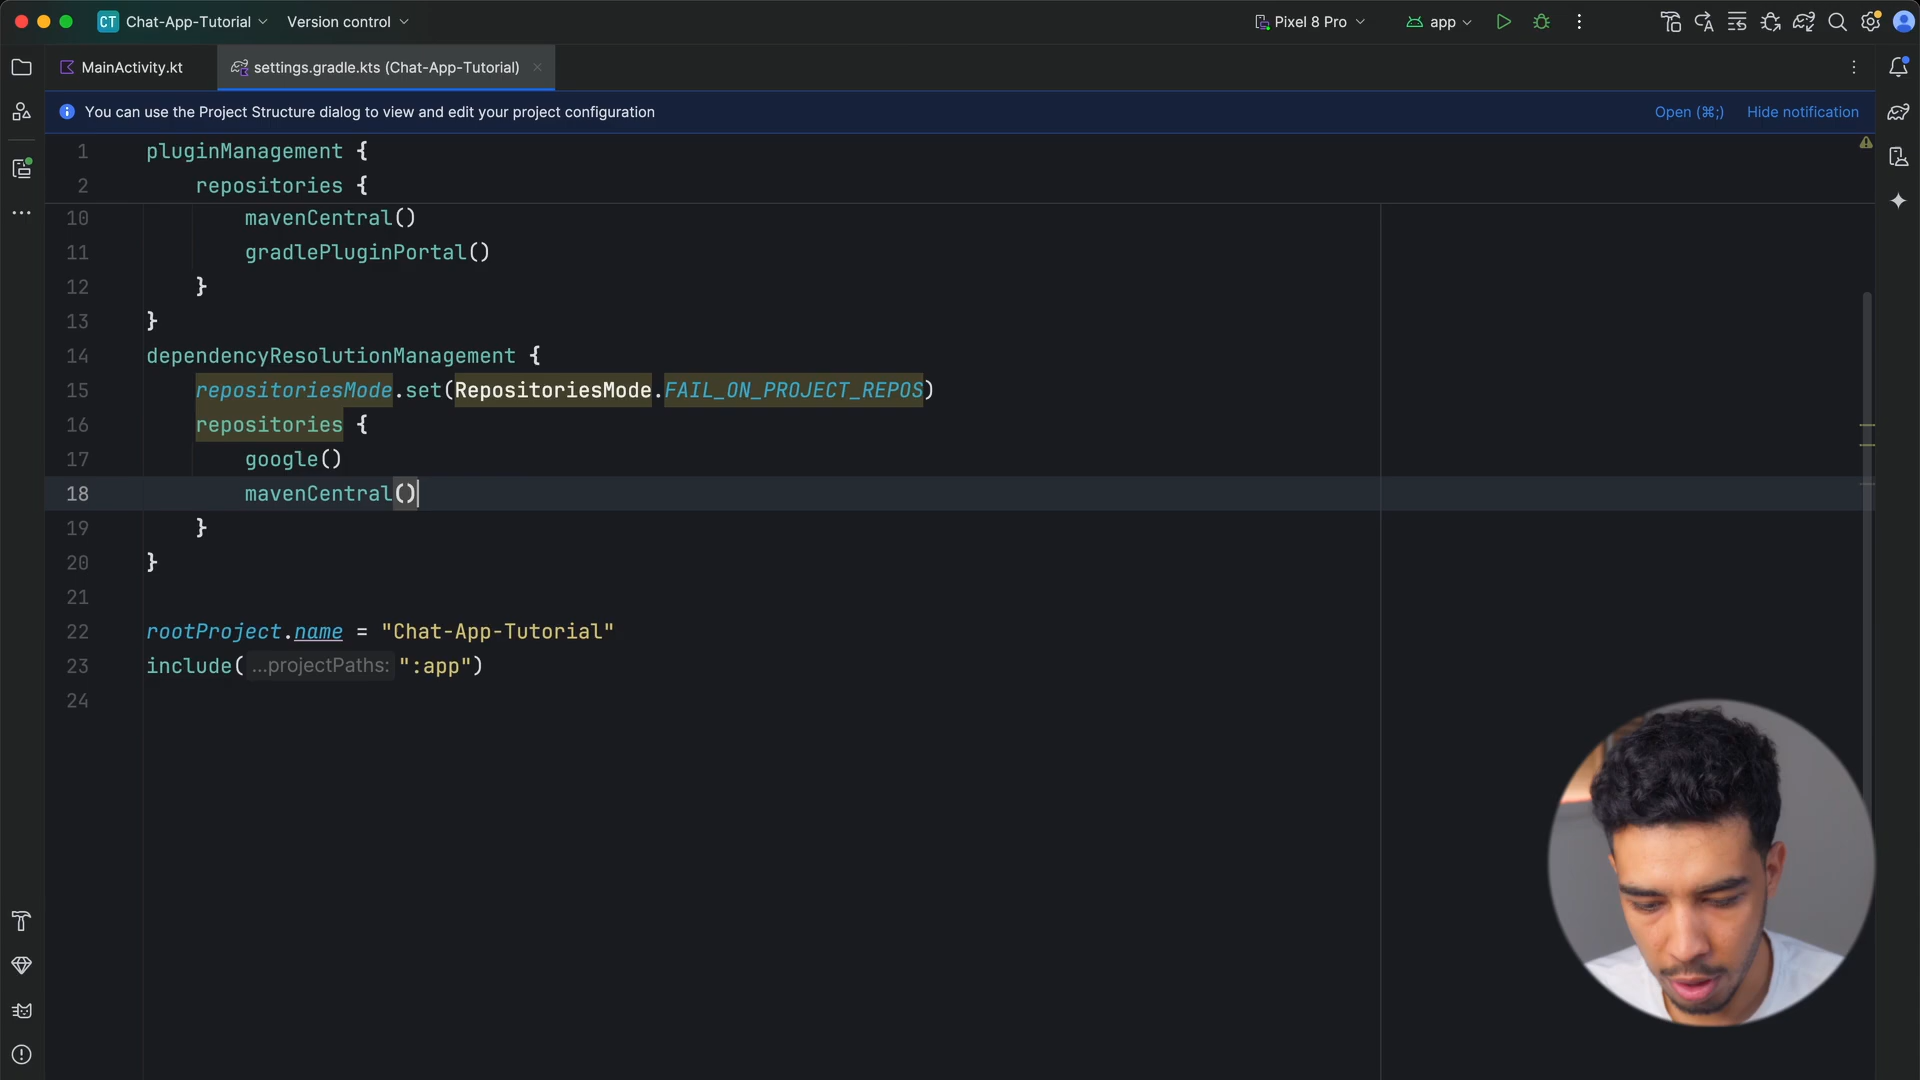 CT Chat-App-Tutorial Version control Pixel 8 Pro app
MainActivity.kt settings.gradle.kts (Chat-App-Tutorial)
You can use the Project Structure dialog to view and edit your project configuration Open (⌘;) Hide notification
1 pluginManagement {
2 repositories {
10 mavenCentral()
11 gradlePluginPortal()
12 }
13 }
14 dependencyResolutionManagement {
15 repositoriesMode.set(RepositoriesMode.FAIL_ON_PROJECT_REPOS)
16 repositories {
17 google()
18 mavenCentral()
19 }
20 }
21
22 rootProject.name = "Chat-App-Tutorial"
23 include( ...projectPaths: ":app")
24